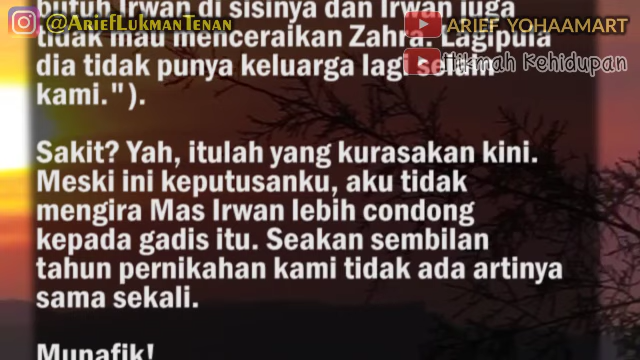 @AriefLukmanTenan
ARIEF YOHAAMART
Hikmah Kehidupan
butuh Irwan di sisinya dan Irwan juga
tidak mau menceraikan Zahra. Lagipula
dia tidak punya keluarga lagi selain
kami.").
Sakit? Yah, itulah yang kurasakan kini.
Meski ini keputusanku, aku tidak
mengira Mas Irwan lebih condong
kepada gadis itu. Seakan sembilan
tahun pernikahan kami tidak ada artinya
sama sekali.
Munafik!